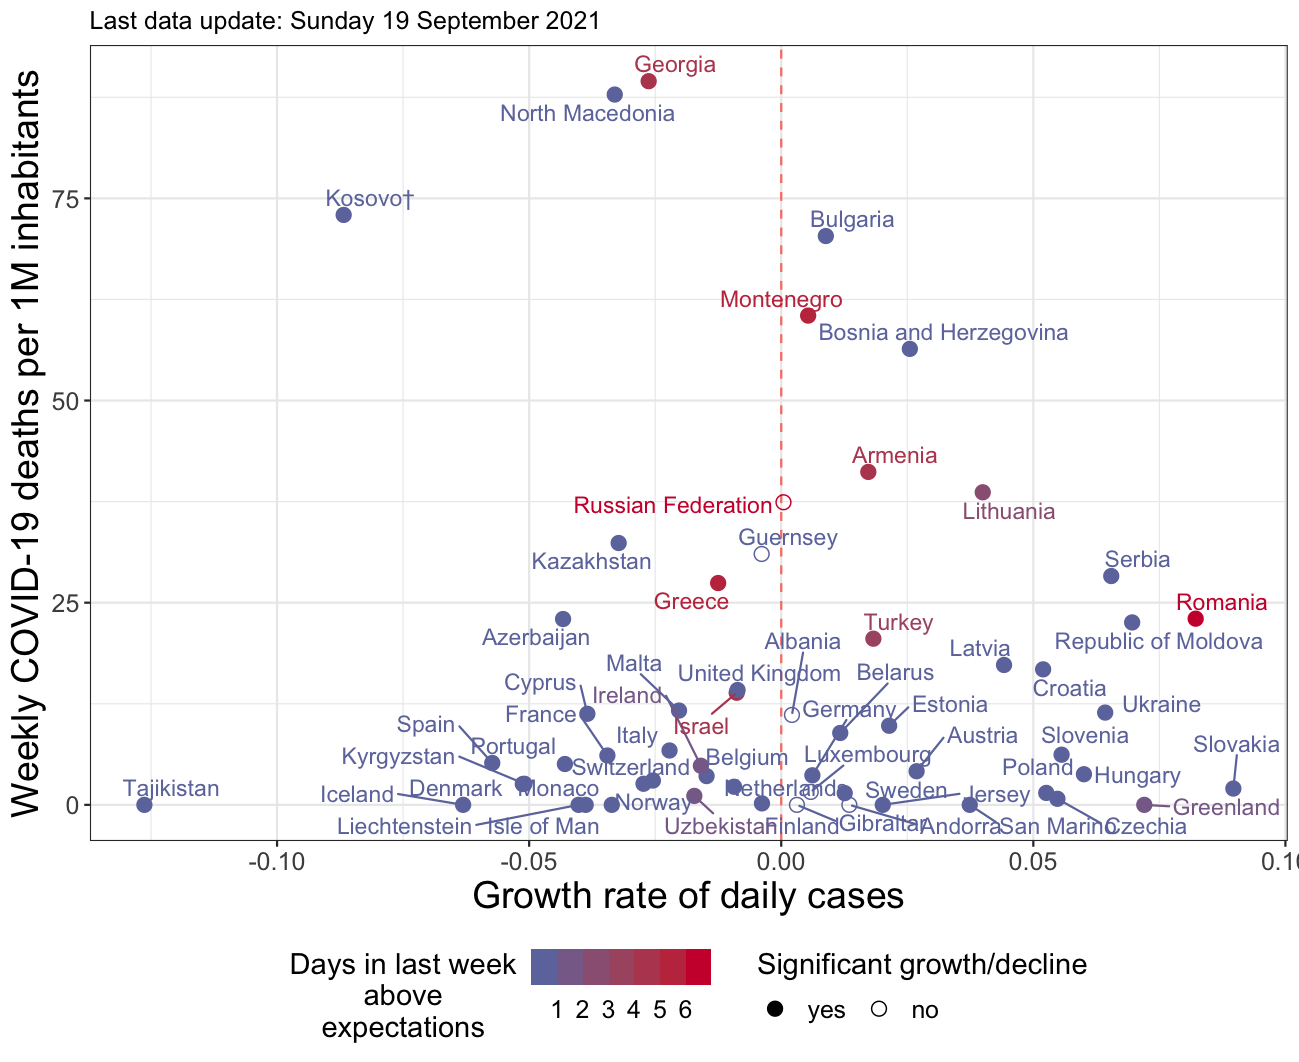 Last data update: Sunday 19 September 2021
Weekly COVID-19 deaths per 1M inhabitants
75
50
25
0
Georgia
North Macedonia
Kosovo†
Bulgaria
Montenegro
Bosnia and Herzegovina
Armenia
Russian Federation
Lithuania
Guernsey
Kazakhstan
Serbia
Greece
Romania
Turkey
Azerbaijan
Albania
Republic of Moldova
Latvia
Malta
United Kingdom
Belarus
Cyprus
Ireland
Croatia
France
Germany
Estonia
Ukraine
Spain
Israel
Italy
Austria
Slovenia
Portugal
Slovakia
Kyrgyzstan
Belgium
Luxembourg
Switzerland
Poland
Hungary
Tajikistan
Iceland
Denmark
Monaco
Netherlands
Sweden
Jersey
Norway
Greenland
Liechtenstein
Isle of Man
Uzbekistan
Finland
Gibraltar
Andorra
San Marino
Czechia
-0.10
-0.05
0.00
0.05
0.10
Growth rate of daily cases
Days in last week
above
expectations
1 2 3 4 5 6
Significant growth/decline
yes
no